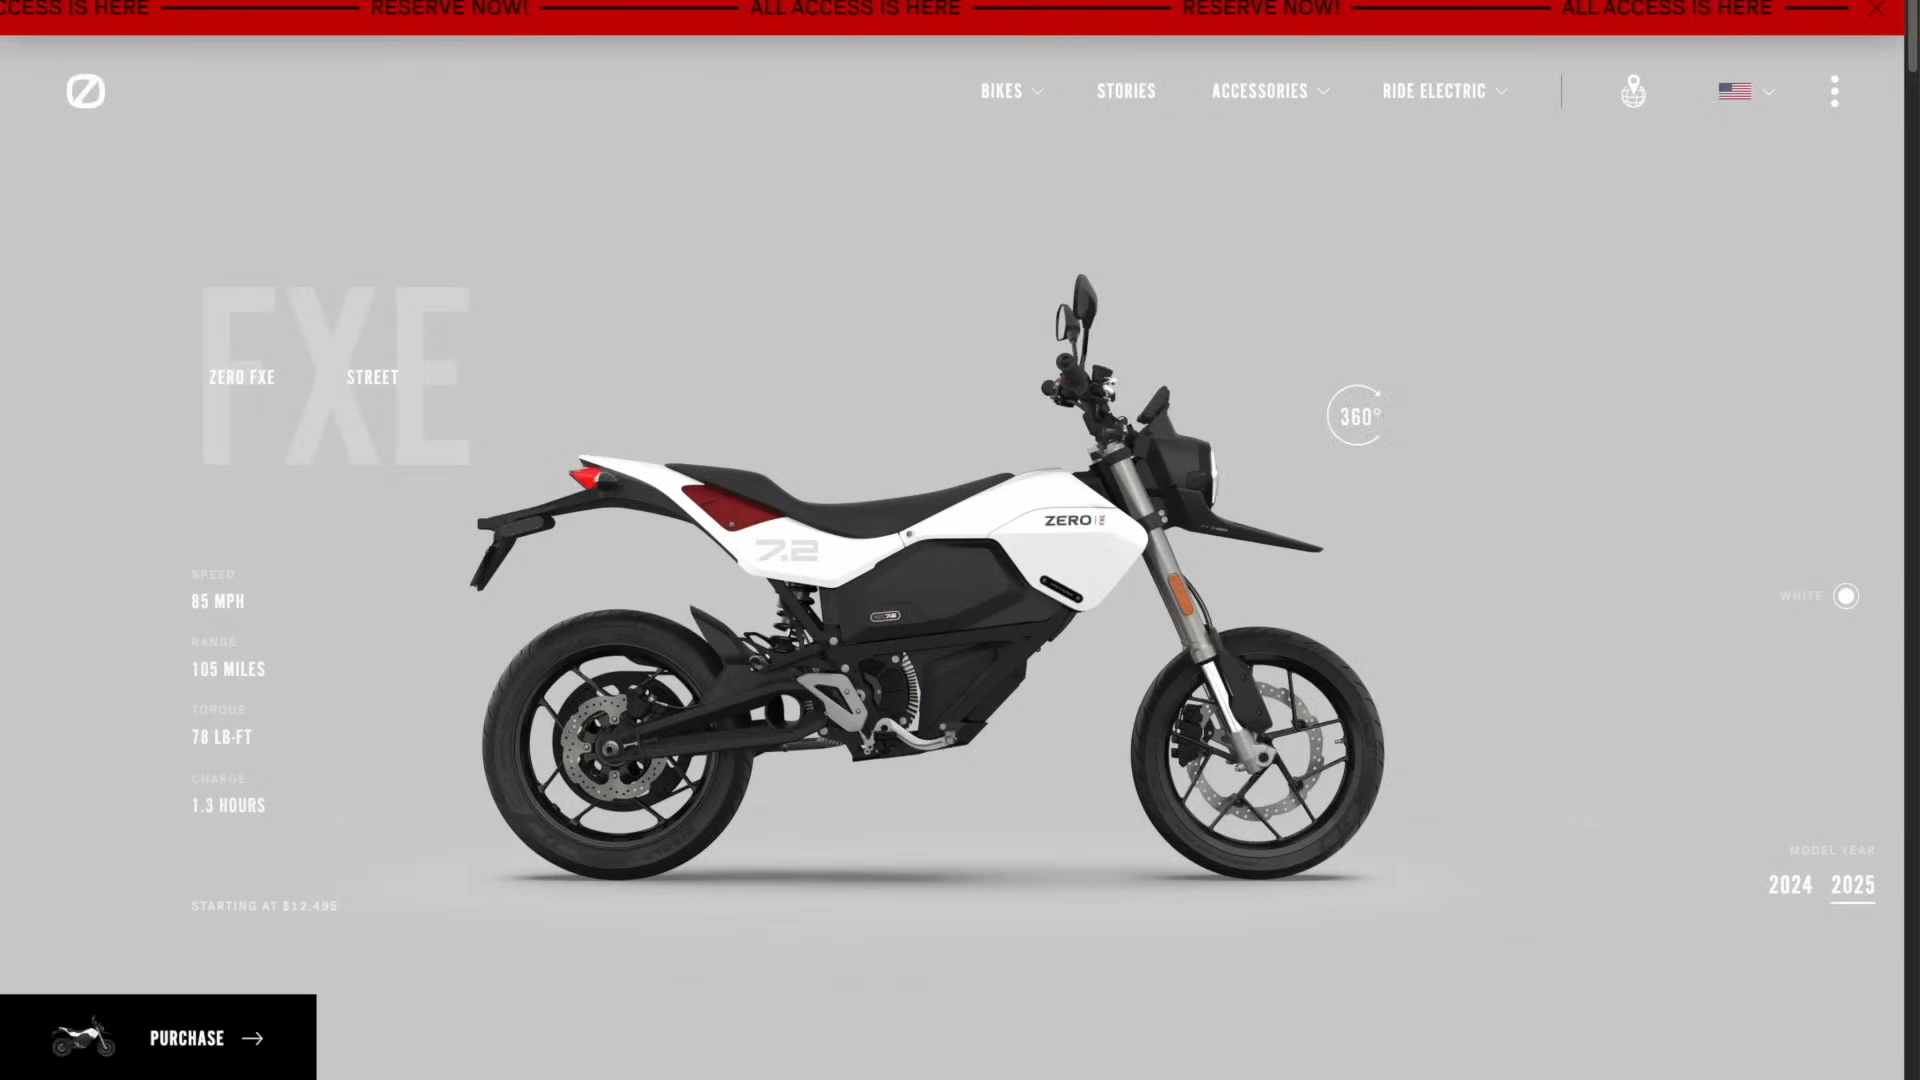 CCESS IS HERE RESERVE NOW! ALL ACCESS IS HERE RESERVE NOW! ALL ACCESS IS HERE
BIKES STORIES ACCESSORIES RIDE ELECTRIC
FXE
ZERO FXE STREET
360°
ZERO FXE
7.2
SPEED
85 MPH
WHITE
RANGE
105 MILES
TORQUE
78 LB-FT
CHARGE
1.3 HOURS
MODEL YEAR
2024 2025
STARTING AT $12,495
PURCHASE